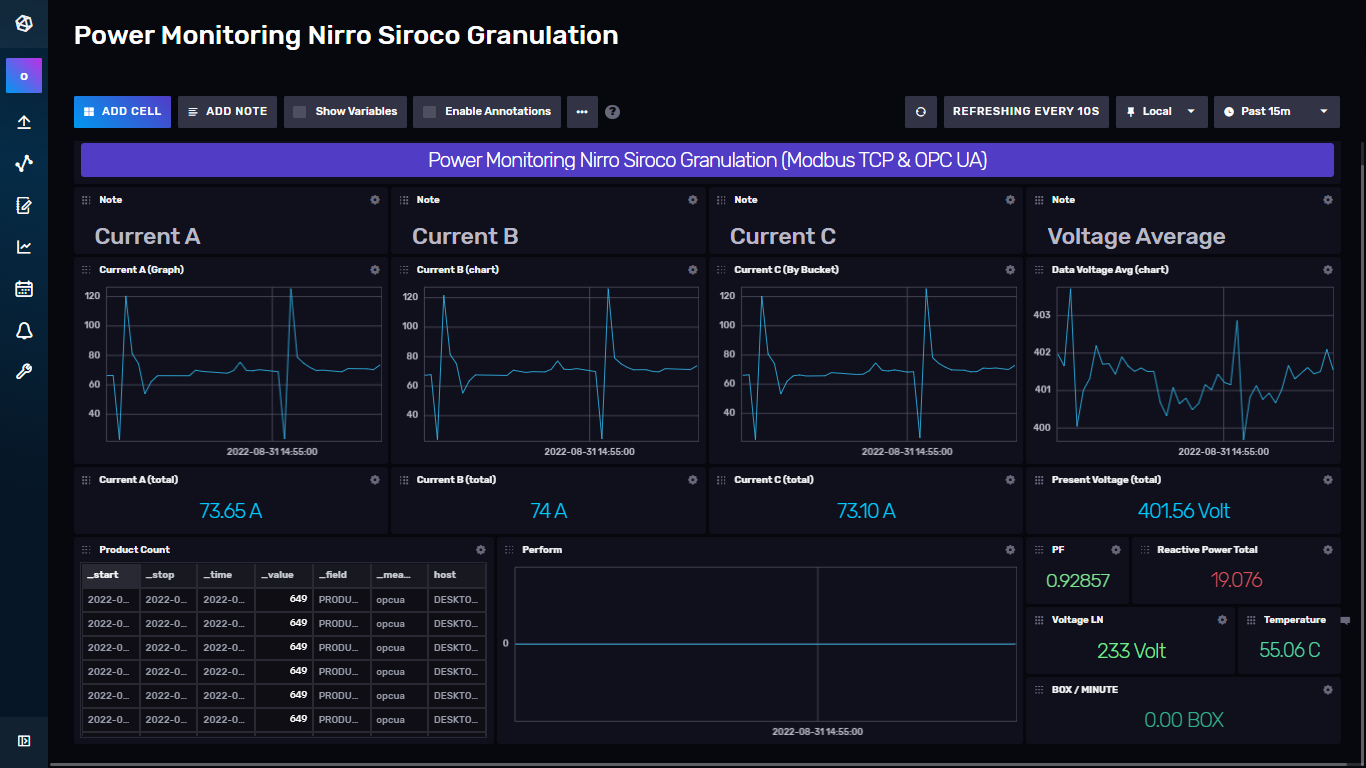 Power Monitoring Nirro Siroco Granulation
o
ADD CELL
ADD NOTE
Show Variables
Enable Annotations
?
REFRESHING EVERY 10S
Local
Past 15m
Power Monitoring Nirro Siroco Granulation (Modbus TCP & OPC UA)
Note
Current A
Note
Current B
Note
Current C
Note
Voltage Average
Current A (Graph)
120
100
80
60
40
2022-08-31 14:55:00
Current B (chart)
120
100
80
60
40
2022-08-31 14:55:00
Current C (By Bucket)
120
100
80
60
40
2022-08-31 14:55:00
Data Voltage Avg (chart)
403
402
401
400
2022-08-31 14:55:00
Current A (total)
73.65 A
Current B (total)
74 A
Current C (total)
73.10 A
Present Voltage (total)
401.56 Volt
Product Count
_start _stop _time _value _field _mea... host
2022-0... 2022-0... 2022-0... 649 PRODU... opcua DESKTO...
2022-0... 2022-0... 2022-0... 649 PRODU... opcua DESKTO...
2022-0... 2022-0... 2022-0... 649 PRODU... opcua DESKTO...
2022-0... 2022-0... 2022-0... 649 PRODU... opcua DESKTO...
2022-0... 2022-0... 2022-0... 649 PRODU... opcua DESKTO...
2022-0... 2022-0... 2022-0... 649 PRODU... opcua DESKTO...
Perform
0
2022-08-31 14:55:00
PF
0.92857
Reactive Power Total
19.076
Voltage LN
233 Volt
Temperature
55.06 C
BOX / MINUTE
0.00 BOX